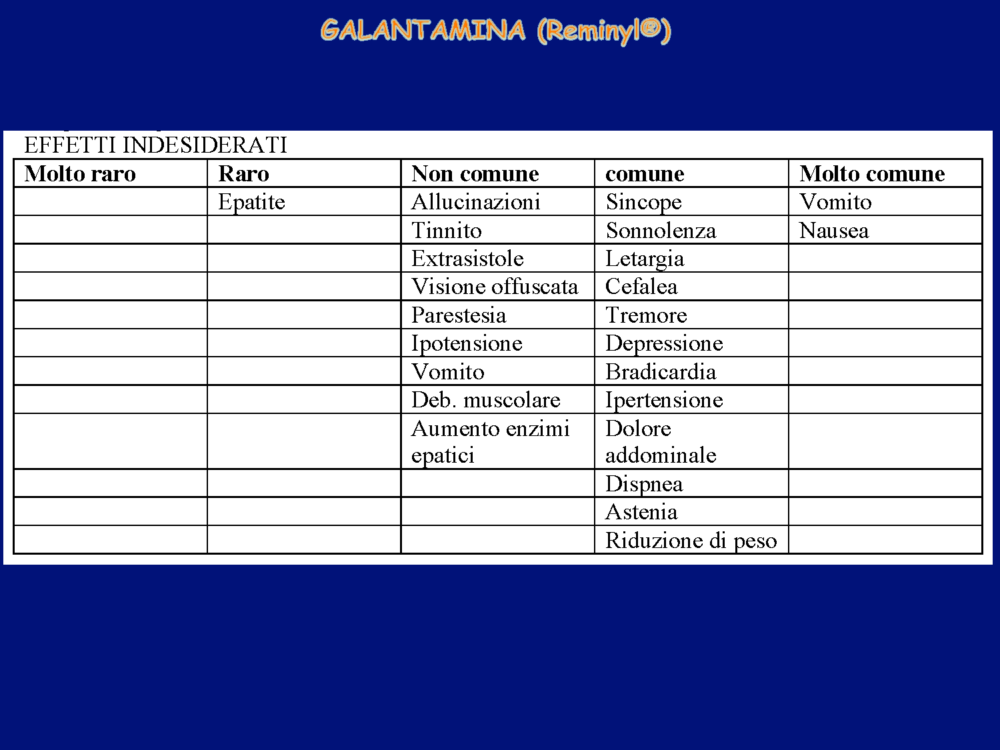 GALANTAMINA (Reminyl®)
EFFETTI INDESIDERATI
Molto raro Raro Non comune comune Molto comune
Epatite Allucinazioni Sincope Vomito
Tinnito Sonnolenza Nausea
Extrasistole Letargia
Visione offuscata Cefalea
Parestesia Tremore
Ipotensione Depressione
Vomito Bradicardia
Deb. muscolare Ipertensione
Aumento enzimi Dolore
epatici addominale
Dispnea
Astenia
Riduzione di peso